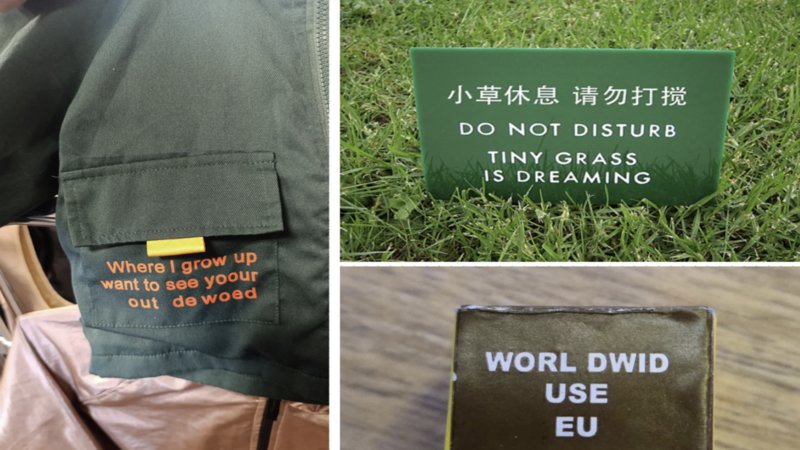 Where I grow up
want to see yoour
out de woed
小草休息 请勿打搅
DO NOT DISTURB
TINY GRASS
IS DREAMING
WORL DWID
USE
EU